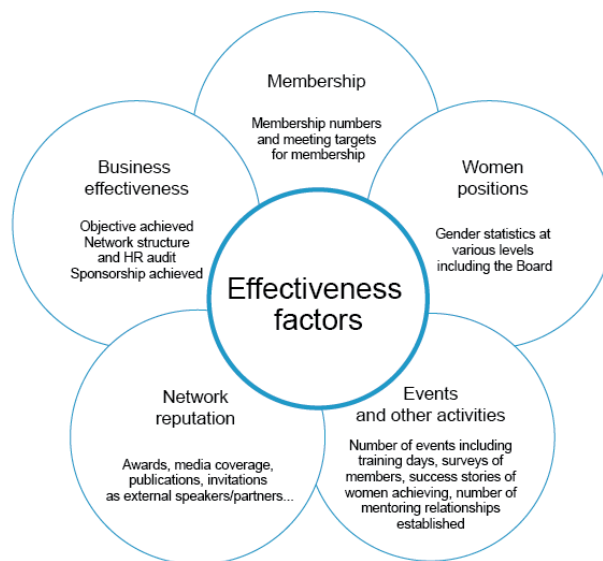 Membership
Membership numbers
and meeting targets
for membership
Business
effectiveness
Objective achieved
Network structure
and HR audit
Sponsorship achieved
Women
positions
Gender statistics at
various levels
including the Board
Effectiveness
factors
Network
reputation
Awards, media coverage,
publications, invitations
as external speakers/partners...
Events
and other activities
Number of events including
training days, surveys of
members, success stories of
women achieving, number of
mentoring relationships
established